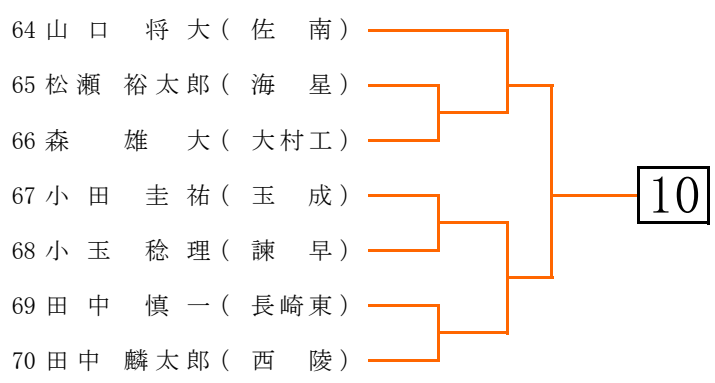 64 山口 将大(佐南)
65 松瀬 裕太郎(海星)
66 森 雄大(大村工)
10
67 小田 圭祐(玉成)
68 小玉 稔理(諫早)
69 田中 慎一(長崎東)
70 田中 麟太郎(西陵)